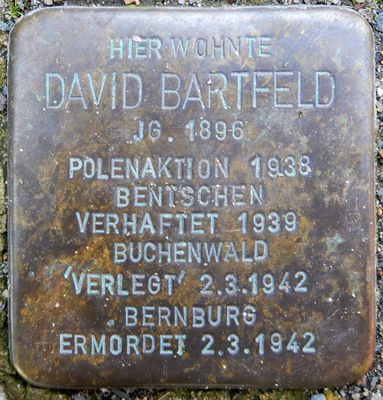 HIER WOHNTE
DAVID BARTFELD
JG. 1896
POLENAKTION 1938
BENTSCHEN
VERHAFTET 1939
BUCHENWALD
'VERLEGT' 2.3.1942
BERNBURG
ERMORDET 2.3.1942